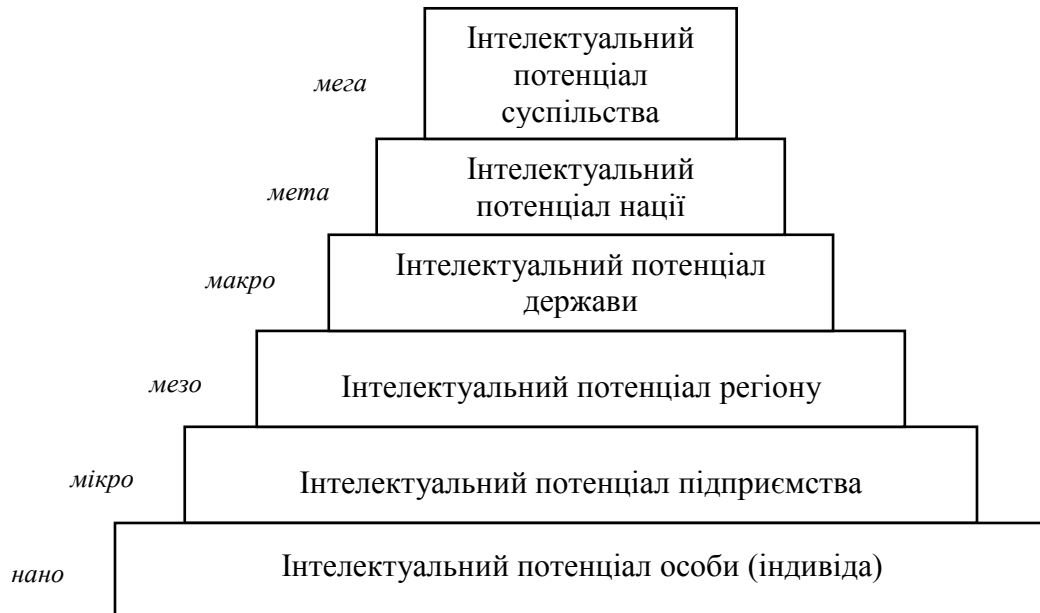 Інтелектуальний
потенціал
суспільства
мега
Інтелектуальний
потенціал нації
мета
Інтелектуальний потенціал
держави
макро
Інтелектуальний потенціал регіону
мезо
Інтелектуальний потенціал підприємства
мікро
Інтелектуальний потенціал особи (індивіда)
нано